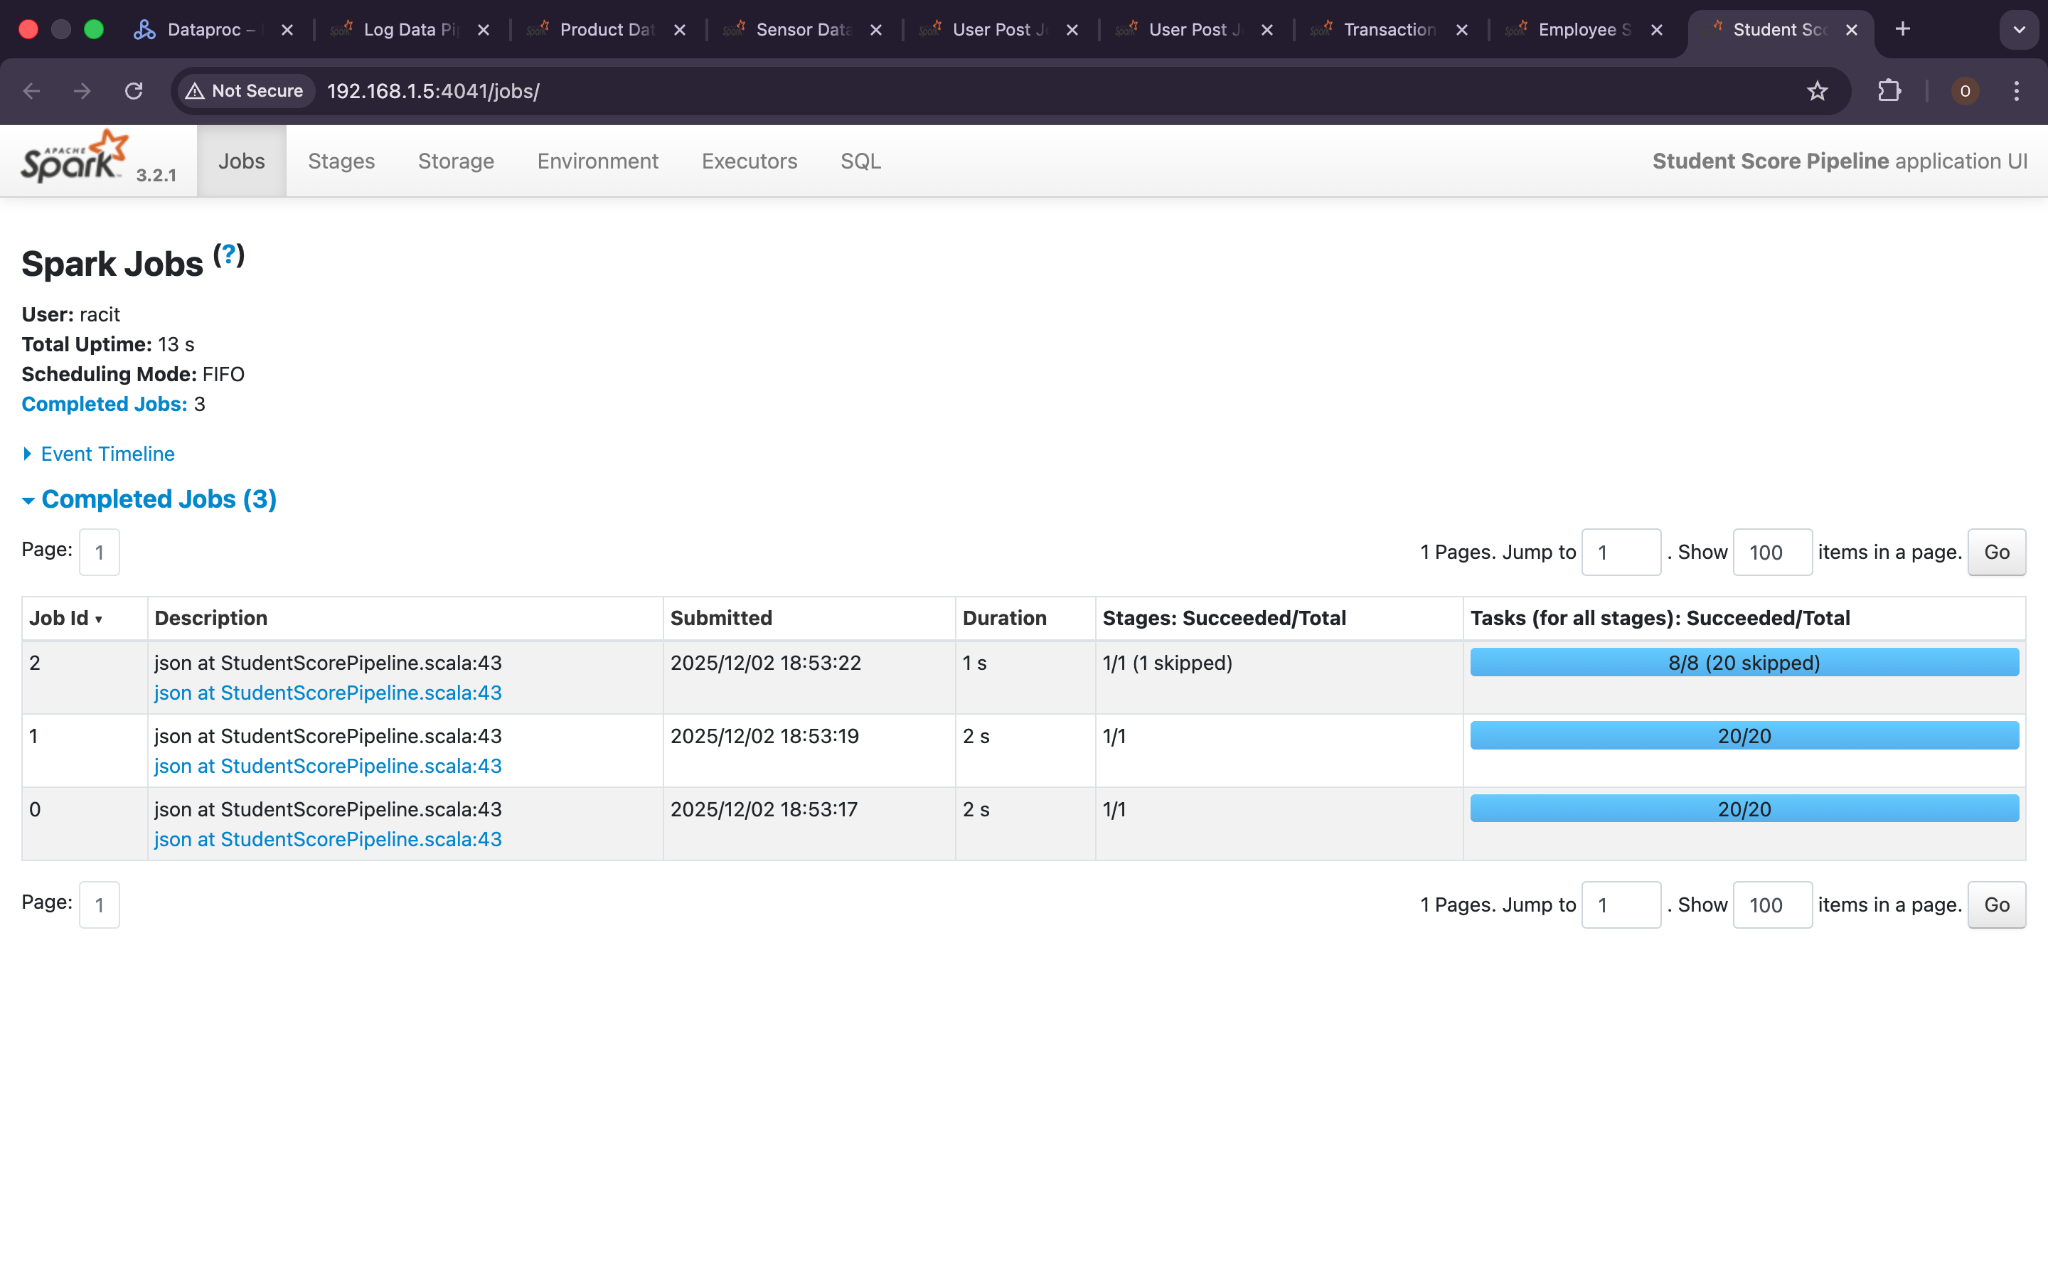 Dataproc –
Log Data Pi
Product Dat
Sensor Data
User Post J
User Post J
Transaction
Employee S
Student Sco
Not Secure
192.168.1.5:4041/jobs/
O
APACHE
Spark
3.2.1
Jobs
Stages
Storage
Environment
Executors
SQL
Student Score Pipeline application UI
Spark Jobs (?)
User: racit
Total Uptime: 13 s
Scheduling Mode: FIFO
Completed Jobs: 3
Event Timeline
Completed Jobs (3)
Page: 1
1 Pages. Jump to 1 . Show 100 items in a page. Go
Job Id ▾ Description Submitted Duration Stages: Succeeded/Total Tasks (for all stages): Succeeded/Total
2 json at StudentScorePipeline.scala:43 2025/12/02 18:53:22 1 s 1/1 (1 skipped) 8/8 (20 skipped)
json at StudentScorePipeline.scala:43
1 json at StudentScorePipeline.scala:43 2025/12/02 18:53:19 2 s 1/1 20/20
json at StudentScorePipeline.scala:43
0 json at StudentScorePipeline.scala:43 2025/12/02 18:53:17 2 s 1/1 20/20
json at StudentScorePipeline.scala:43
Page: 1
1 Pages. Jump to 1 . Show 100 items in a page. Go